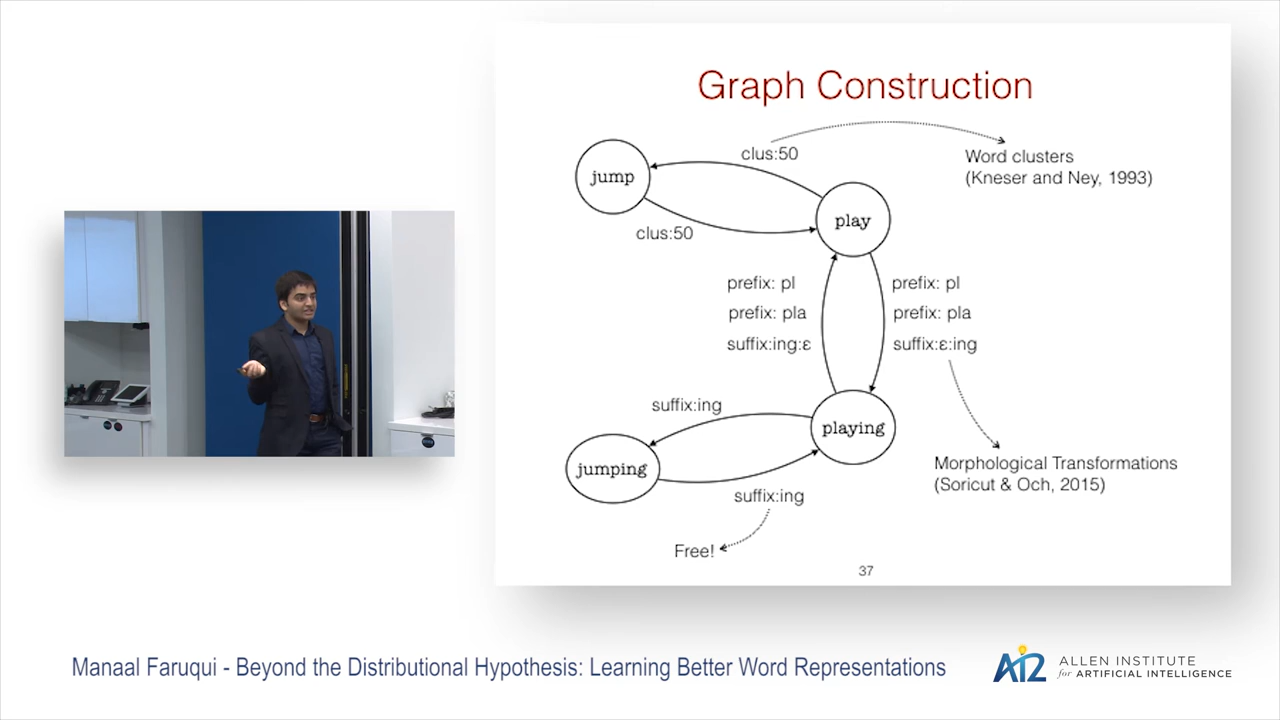 Graph Construction
clus:50
Word clusters
(Kneser and Ney, 1993)
jump
play
clus:50
prefix: pl
prefix: pla
suffix:ing:ε
prefix: pl
prefix: pla
suffix:ε:ing
suffix:ing
playing
jumping
suffix:ing
Morphological Transformations
(Soricut & Och, 2015)
Free!
37
Manaal Faruqui - Beyond the Distributional Hypothesis: Learning Better Word Representations
AI2
ALLEN INSTITUTE
for ARTIFICIAL INTELLIGENCE